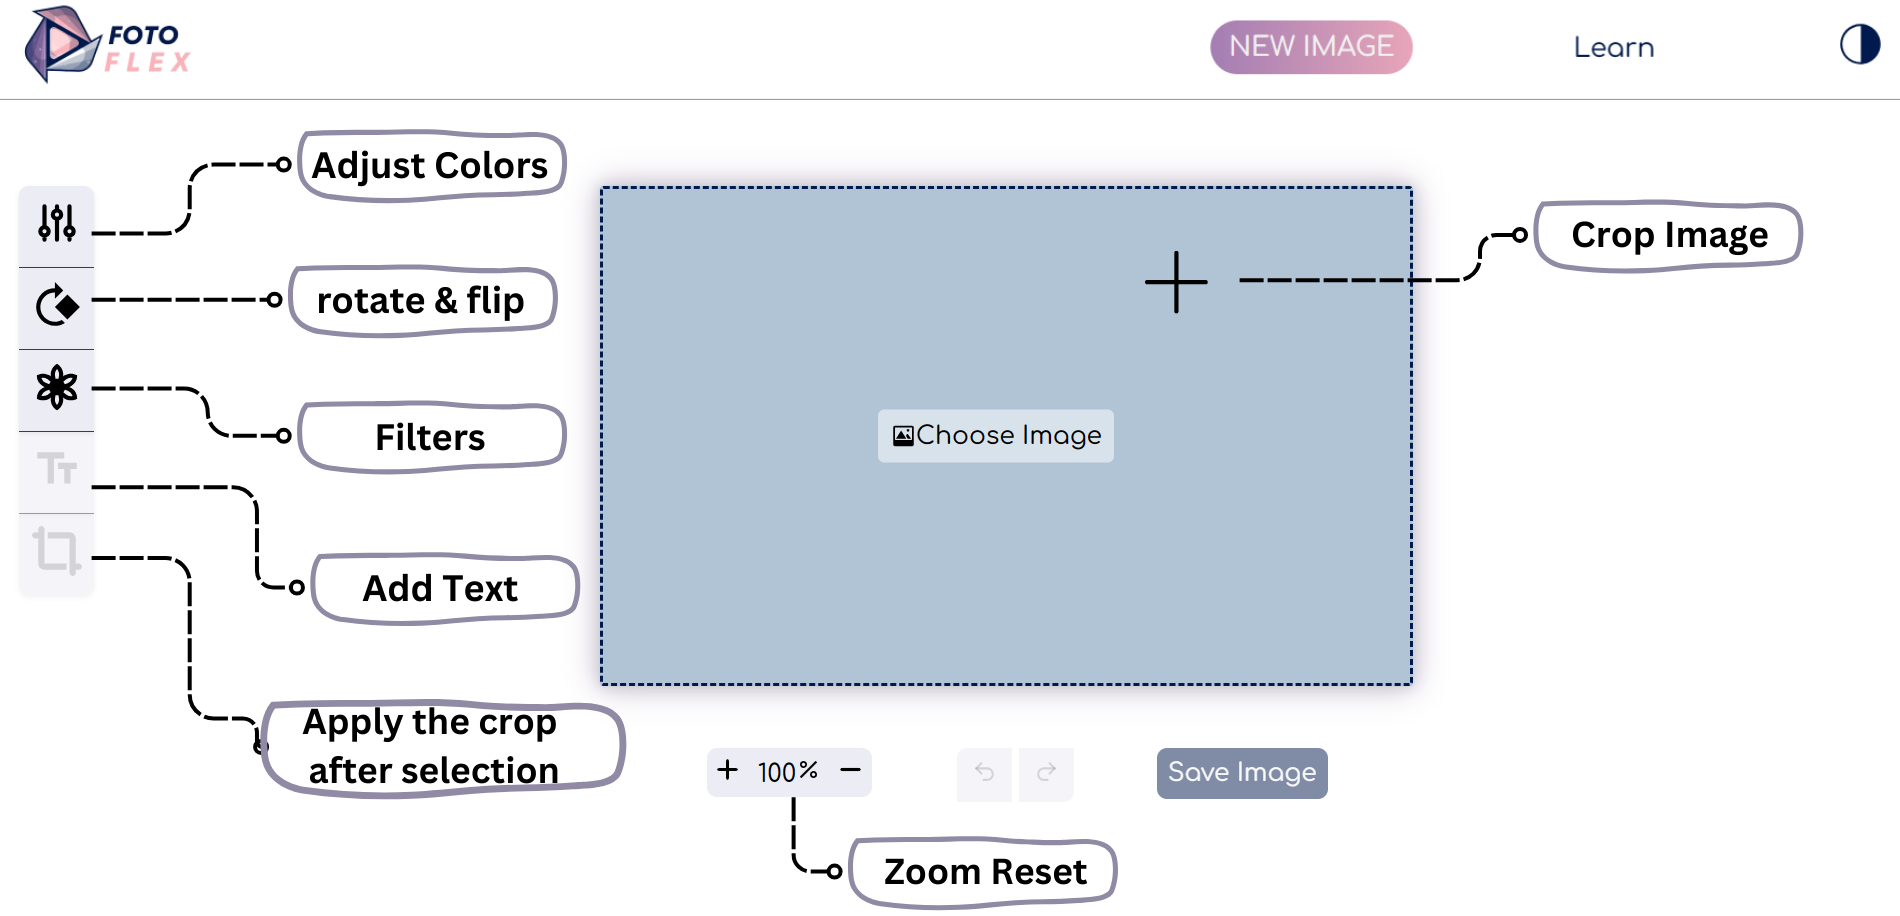 FOTO
FLEX
NEW IMAGE
Learn
Adjust Colors
rotate & flip
Filters
Tт
Add Text
Apply the crop
after selection
Crop Image
Choose Image
+ 100% −
Save Image
Zoom Reset